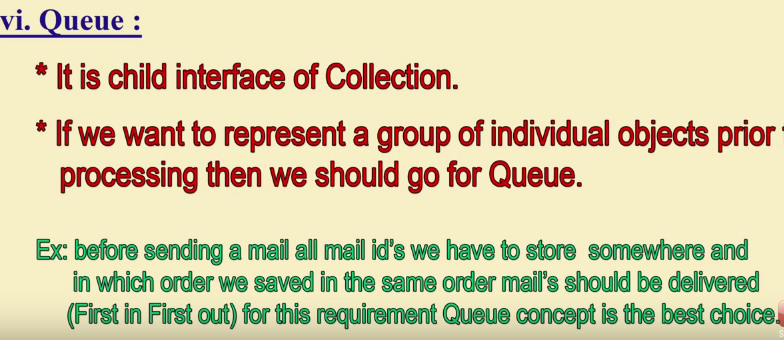 vi. Queue :
* It is child interface of Collection.
* If we want to represent a group of individual objects prior
processing then we should go for Queue.
Ex: before sending a mail all mail id's we have to store somewhere and
in which order we saved in the same order mail's should be delivered
(First in First out) for this requirement Queue concept is the best choice.